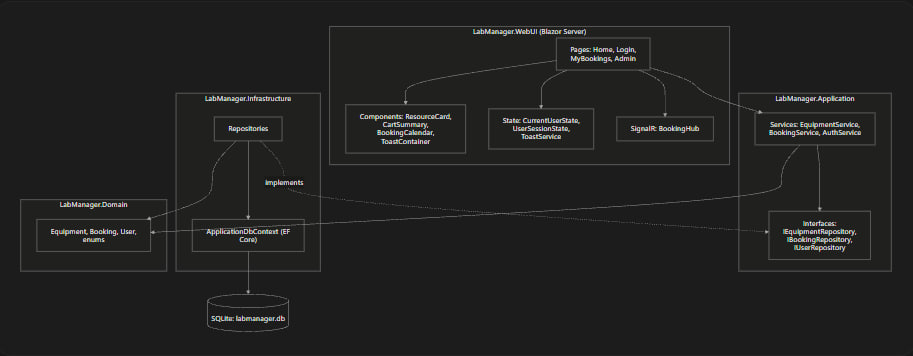 LabManager.WebUI (Blazor Server)
Pages: Home, Login,
MyBookings, Admin
LabManager.Infrastructure
LabManager.Application
Repositories
Components: ResourceCard,
CartSummary,
BookingCalendar,
ToastContainer
State: CurrentUserState,
UserSessionState,
ToastService
SignalR: BookingHub
Services: EquipmentService,
BookingService, AuthService
Implements
LabManager.Domain
Equipment, Booking, User,
enums
ApplicationDbContext (EF
Core)
Interfaces:
IEquipmentRepository,
IBookingRepository,
IUserRepository
SQLite: labmanager.db